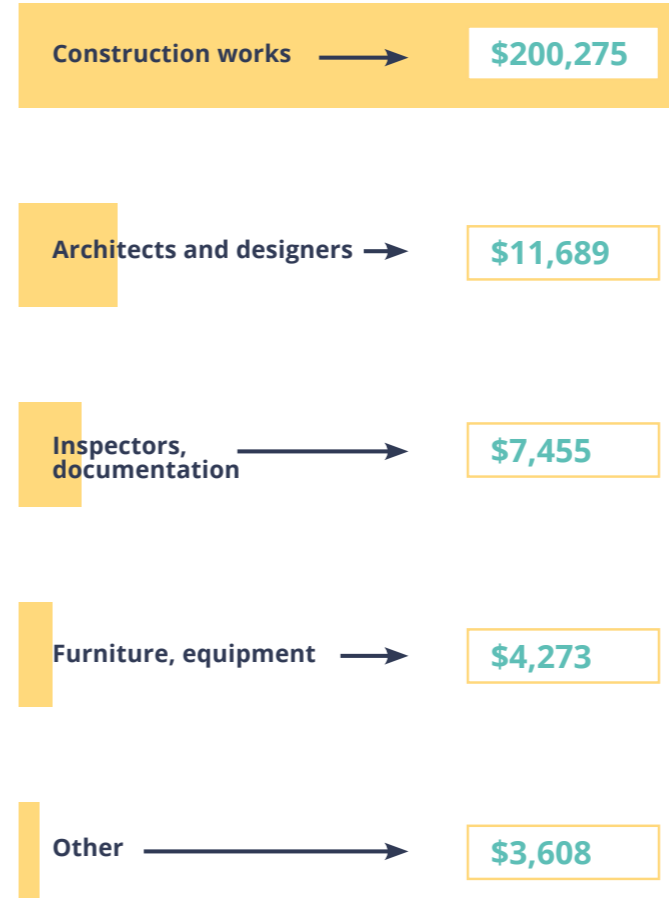 Construction works
$200,275
Architects and designers
$11,689
Inspectors,
documentation
$7,455
Furniture, equipment
$4,273
Other
$3,608